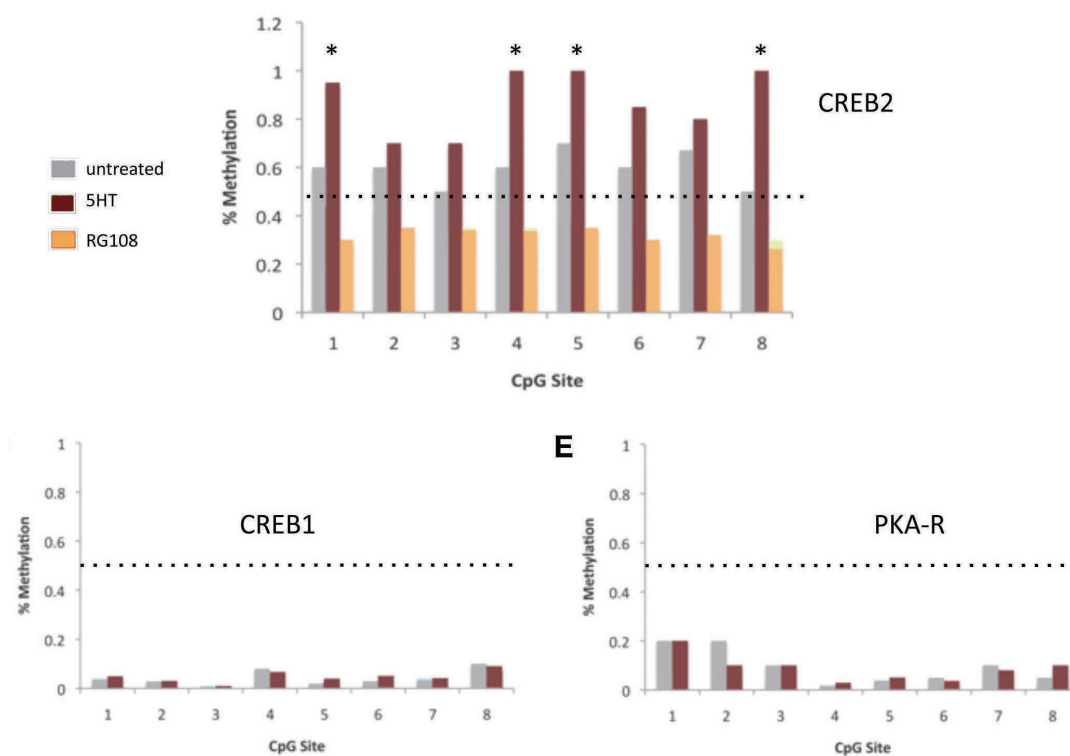 1.2
* * * *
1
CREB2
0.8
untreated
0.6
5HT
0.4
RG108
0.2
0
% Methylation
1 2 3 4 5 6 7 8
CpG Site
1
0.8
0.6
0.4
0.2
0
% Methylation
CREB1
1 2 3 4 5 6 7 8
CpG Site
E
1
0.8
0.6
0.4
0.2
0
% Methylation
PKA-R
1 2 3 4 5 6 7 8
CpG Site